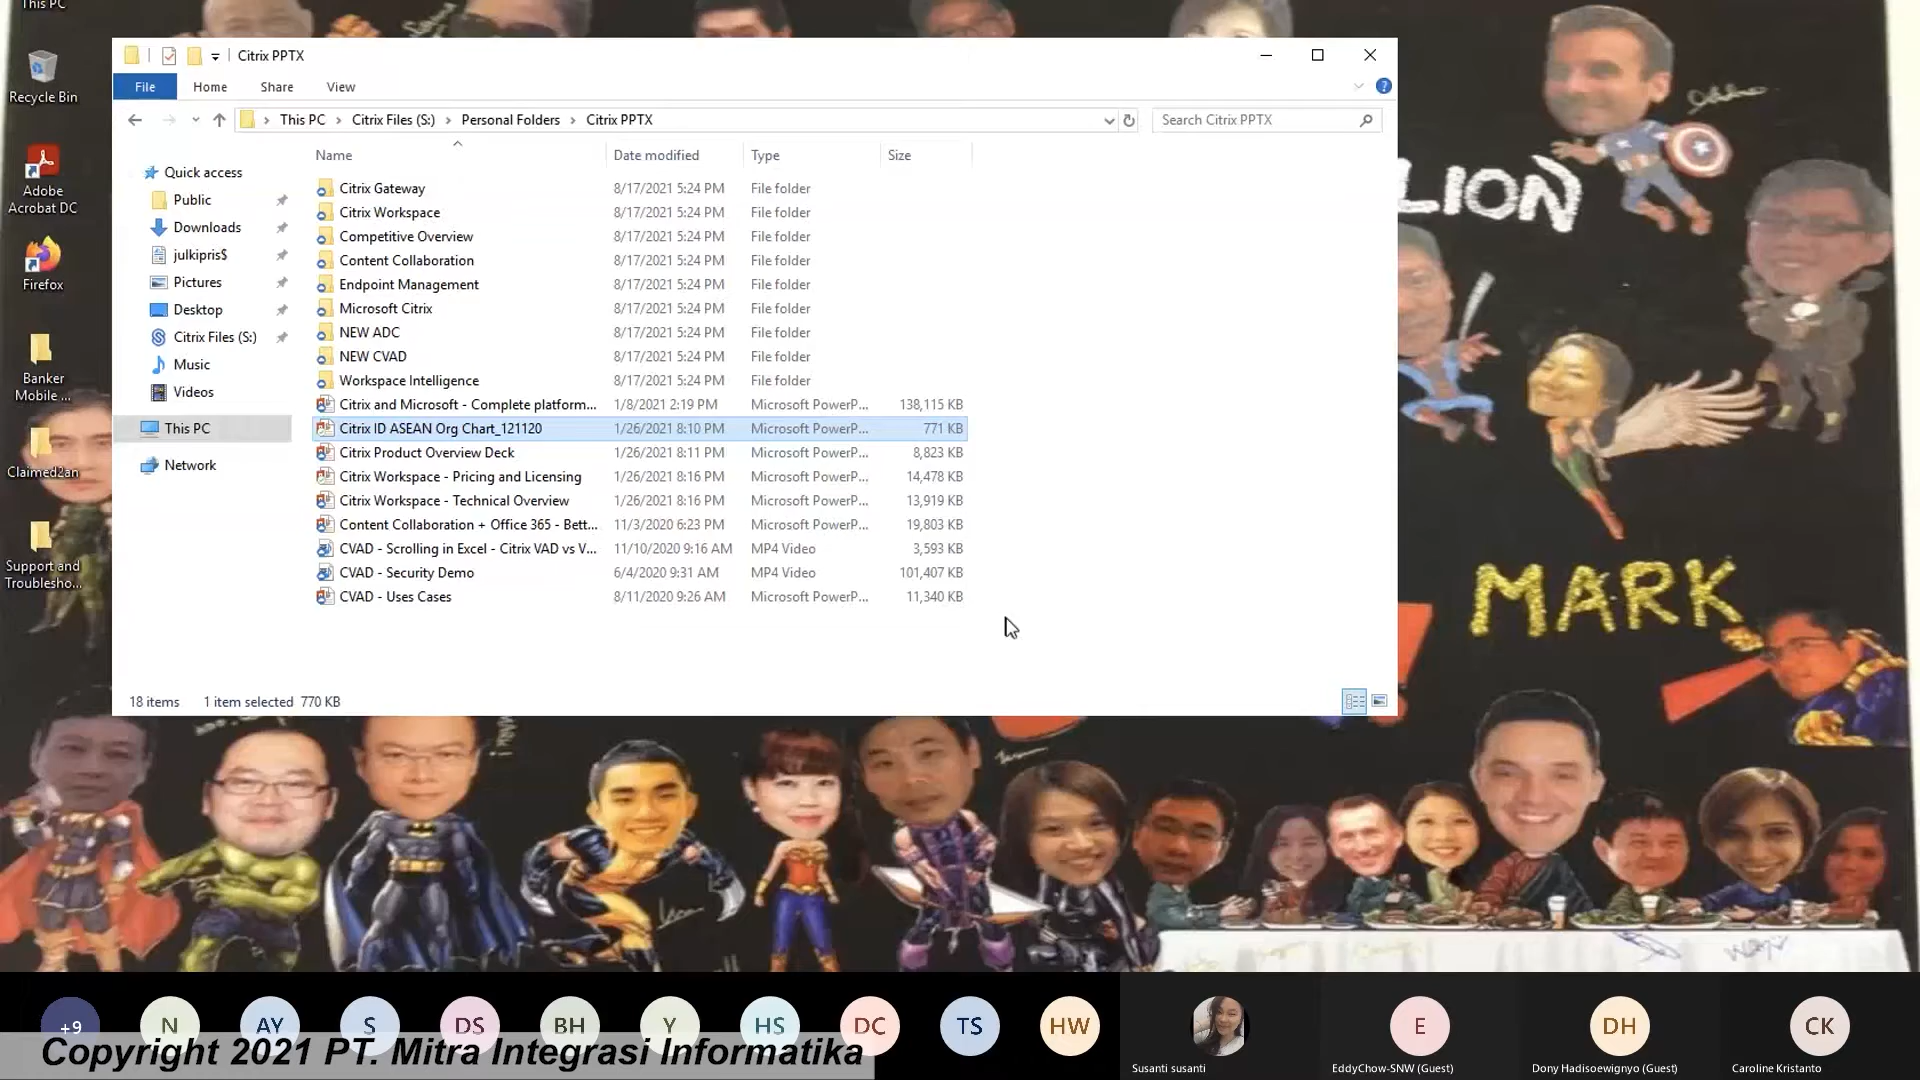 This PC
Citrix PPTX
File
Home
Share
View
This PC
Citrix Files (S:)
Personal Folders
Citrix PPTX
Search Citrix PPTX
Name
Date modified
Type
Size
Quick access
Public
Downloads
julkipris$
Pictures
Desktop
Citrix Files (S:)
Music
Videos
This PC
Network
Citrix Gateway 8/17/2021 5:24 PM File folder
Citrix Workspace 8/17/2021 5:24 PM File folder
Competitive Overview 8/17/2021 5:24 PM File folder
Content Collaboration 8/17/2021 5:24 PM File folder
Endpoint Management 8/17/2021 5:24 PM File folder
Microsoft Citrix 8/17/2021 5:24 PM File folder
NEW ADC 8/17/2021 5:24 PM File folder
NEW CVAD 8/17/2021 5:24 PM File folder
Workspace Intelligence 8/17/2021 5:24 PM File folder
Citrix and Microsoft - Complete platform... 1/8/2021 2:19 PM Microsoft PowerP... 138,115 KB
Citrix ID ASEAN Org Chart_121120 1/26/2021 8:10 PM Microsoft PowerP... 771 KB
Citrix Product Overview Deck 1/26/2021 8:11 PM Microsoft PowerP... 8,823 KB
Citrix Workspace - Pricing and Licensing 1/26/2021 8:16 PM Microsoft PowerP... 14,478 KB
Citrix Workspace - Technical Overview 1/26/2021 8:16 PM Microsoft PowerP... 13,919 KB
Content Collaboration + Office 365 - Bett... 11/3/2020 6:23 PM Microsoft PowerP... 19,803 KB
CVAD - Scrolling in Excel - Citrix VAD vs V... 11/10/2020 9:16 AM MP4 Video 3,593 KB
CVAD - Security Demo 6/4/2020 9:31 AM MP4 Video 101,407 KB
CVAD - Uses Cases 8/11/2020 9:26 AM Microsoft PowerP... 11,340 KB
18 items 1 item selected 770 KB
Recycle Bin
Adobe
Acrobat DC
Firefox
Banker
Mobile ...
Claimed2an
Support and
Troublesho...
LION
MARK
+9
N
AY
S
DS
BH
Y
HS
DC
TS
HW
E
DH
CK
Susanti susanti
EddyChow-SNW (Guest)
Dony Hadisoewignyo (Guest)
Caroline Kristanto
Copyright 2021 PT. Mitra Integrasi Informatika